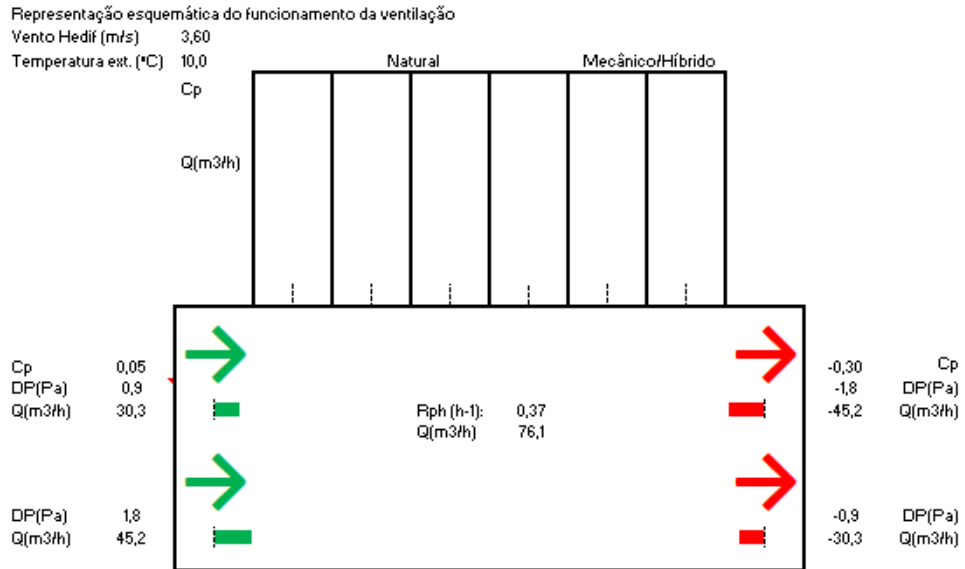 Representação esquemática do funcionamento da ventilação
Vento Hedif (m/s) 3,60
Temperatura ext. (°C) 10,0 Natural Mecânico/Híbrido
Cp
Q(m3/h)
Cp 0,05 -0,30 Cp
DP(Pa) 0,9 -1,8 DP(Pa)
Q(m3/h) 30,3 Rph (h-1): 0,37 -45,2 Q(m3/h)
Q(m3/h) 76,1
DP(Pa) 1,8 -0,9 DP(Pa)
Q(m3/h) 45,2 -30,3 Q(m3/h)